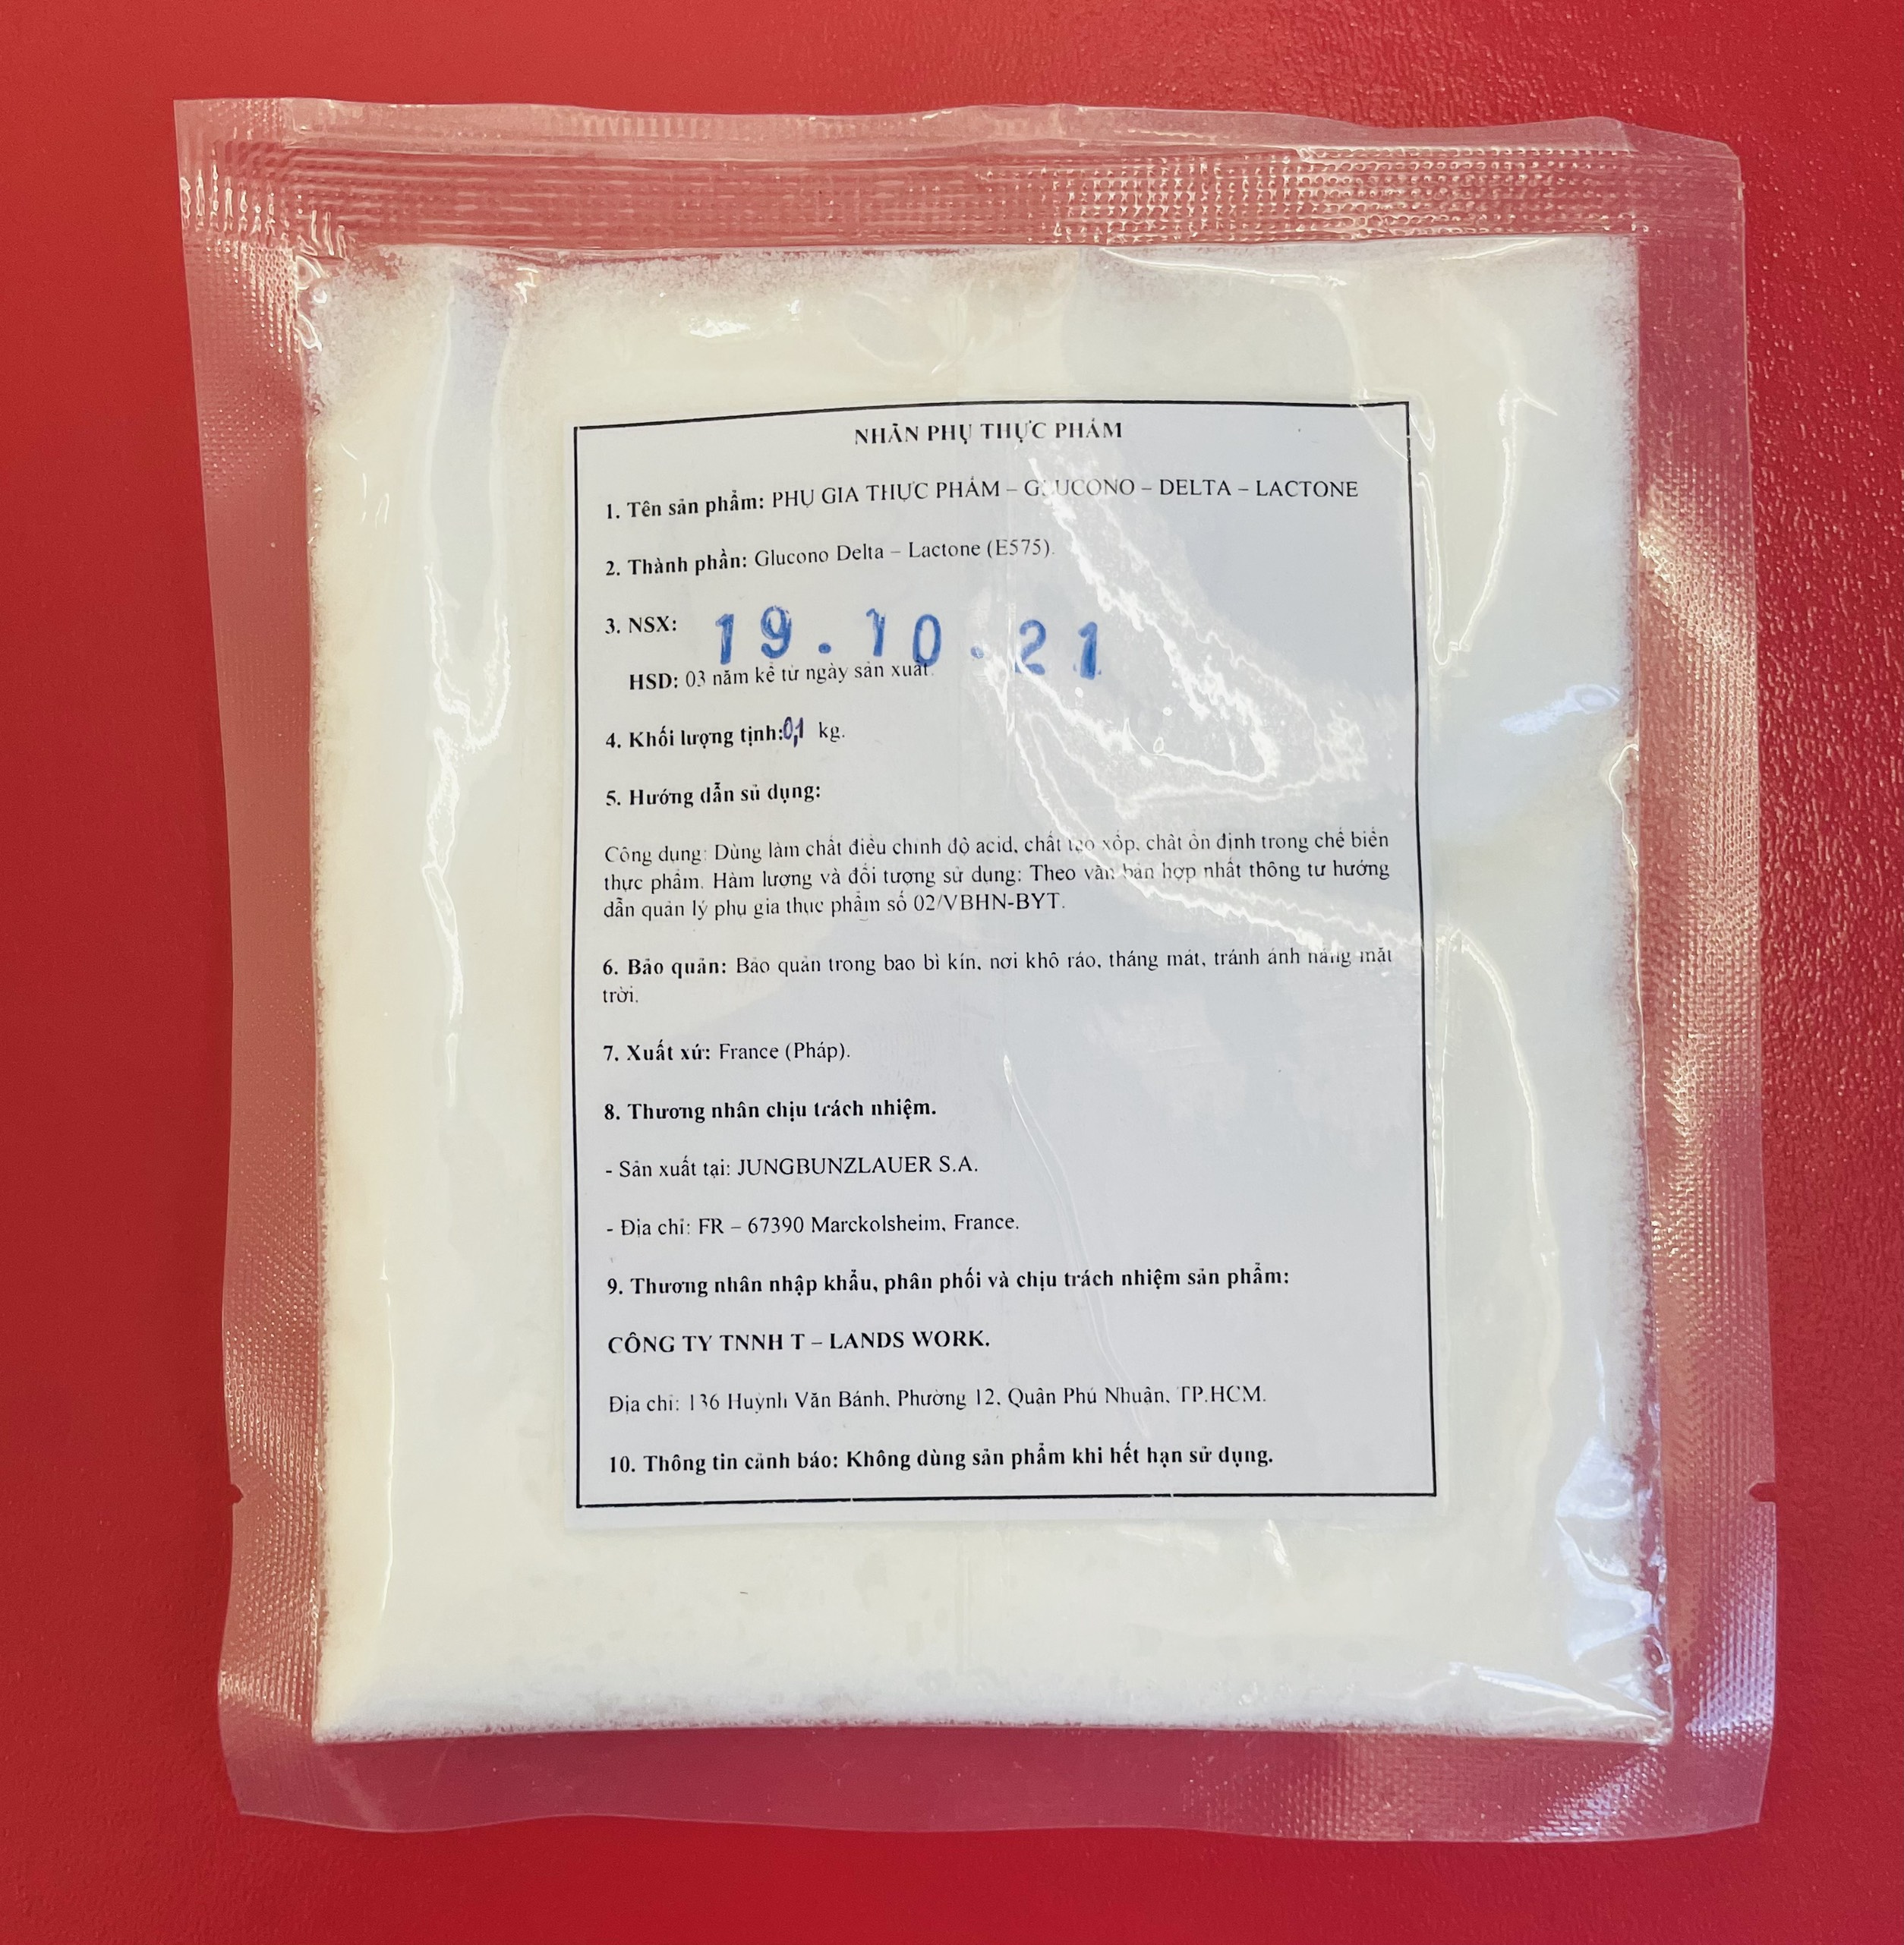 NHÃN PHỤ THỰC PHẨM
1. Tên sản phẩm: PHỤ GIA THỰC PHẨM – GLUCONO – DELTA – LACTONE
2. Thành phần: Glucono Delta – Lactone (E575).
3. NSX: 19.10.21
HSD: 03 năm kể từ ngày sản xuất.
4. Khối lượng tịnh: 0,1 kg.
5. Hướng dẫn sử dụng:
Công dụng: Dùng làm chất điều chỉnh độ acid, chất tạo xốp, chất ổn định trong chế biến
thực phẩm. Hàm lượng và đối tượng sử dụng: Theo văn bản hợp nhất thông tư hướng
dẫn quản lý phụ gia thực phẩm số 02/VBHN-BYT.
6. Bảo quản: Bảo quản trong bao bì kín, nơi khô ráo, tháng mát, tránh ánh nắng mặt
trời.
7. Xuất xứ: France (Pháp).
8. Thương nhân chịu trách nhiệm.
- Sản xuất tại: JUNGBUNZLAUER S.A.
- Địa chỉ: FR – 67390 Marckolsheim, France.
9. Thương nhân nhập khẩu, phân phối và chịu trách nhiệm sản phẩm:
CÔNG TY TNNH T – LANDS WORK.
Địa chỉ: 136 Huỳnh Văn Bánh, Phường 12, Quận Phú Nhuận, TP.HCM.
10. Thông tin cảnh báo: Không dùng sản phẩm khi hết hạn sử dụng.